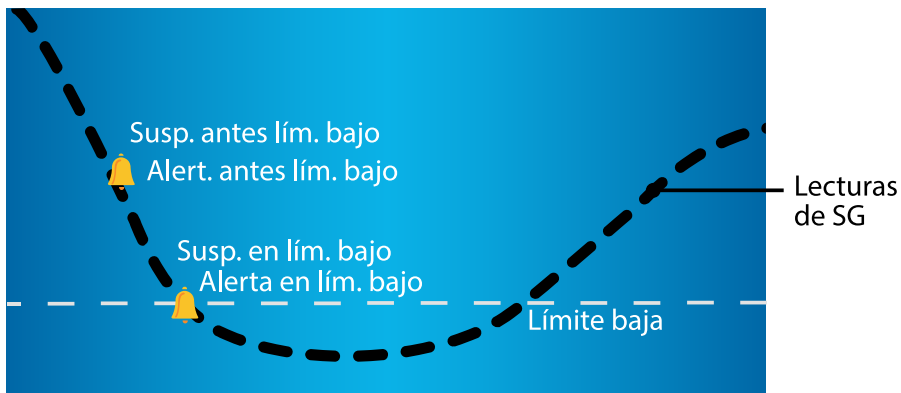 Susp. antes lím. bajo
Alert. antes lím. bajo
Lecturas
de SG
Susp. en lím. bajo
Alerta en lím. bajo
Límite baja